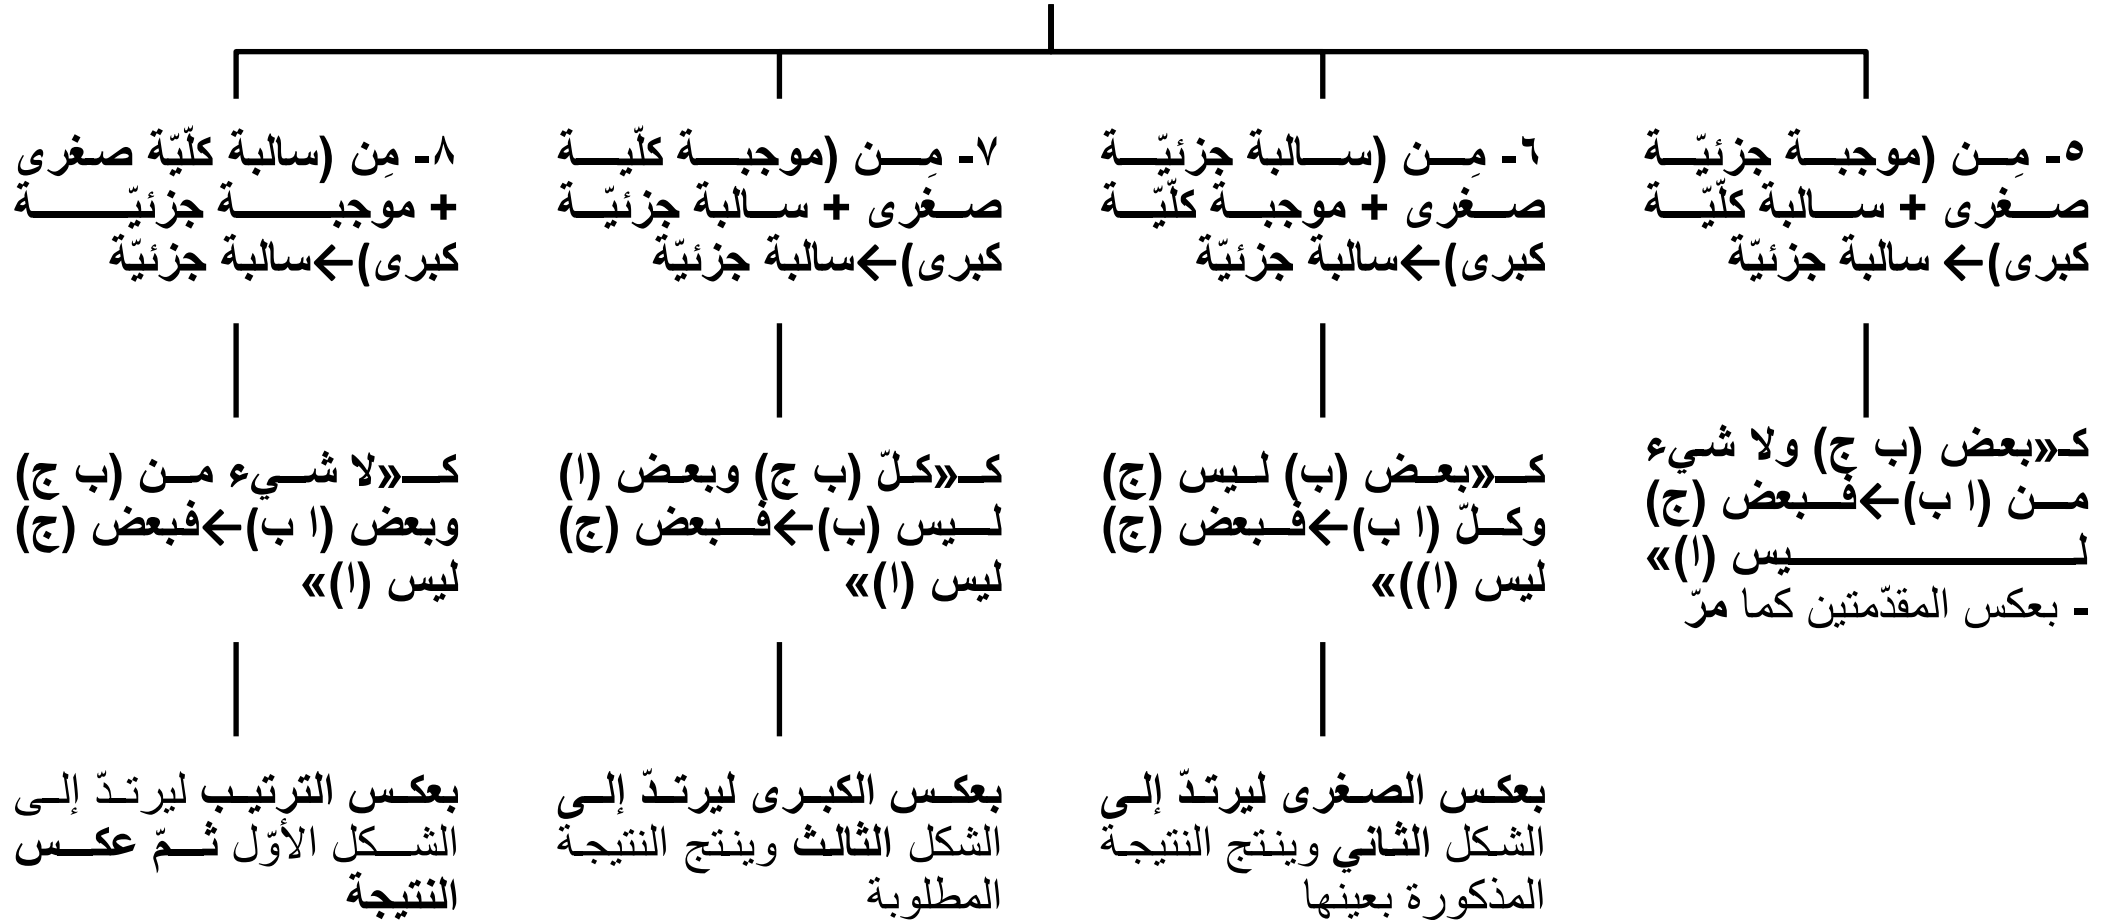 ٥- مِن (موجبة جزئيّة
صغرى + سالبة كلّيّة
كبرى)← سالبة جزئيّة
كـ«بعض (ب ج) ولا شيء
من (ا ب)←فبعض (ج)
ليس (ا)»
- بعكس المقدّمتين كما مرّ
٦- مِن (سالبة جزئيّة
صغرى + موجبة كلّيّة
كبرى)←سالبة جزئيّة
كـ«بعض (ب) ليس (ج)
وكلّ (ا ب)←فبعض (ج)
ليس (ا))»
بعكس الصغرى ليرتدّ إلى
الشكل الثاني وينتج النتيجة
المذكورة بعينها
٧- مِن (موجبة كلّيـة
صغرى + سالبة جزئيّة
كبرى)←سالبة جزئيّة
كـ«كلّ (ب ج) وبعض (ا)
ليس (ب)←فبعض (ج)
ليس (ا)»
بعكس الكبرى ليرتدّ إلى
الشكل الثالث وينتج النتيجة
المطلوبة
٨- مِن (سالبة كلّيّة صغرى
+ موجبة جزئيّة
كبرى)←سالبة جزئيّة
كـ«لا شيء من (ب ج)
وبعض (ا ب)←فبعض (ج)
ليس (ا)»
بعكس الترتيب ليرتدّ إلى
الشكل الأوّل ثمّ عكس
النتيجة